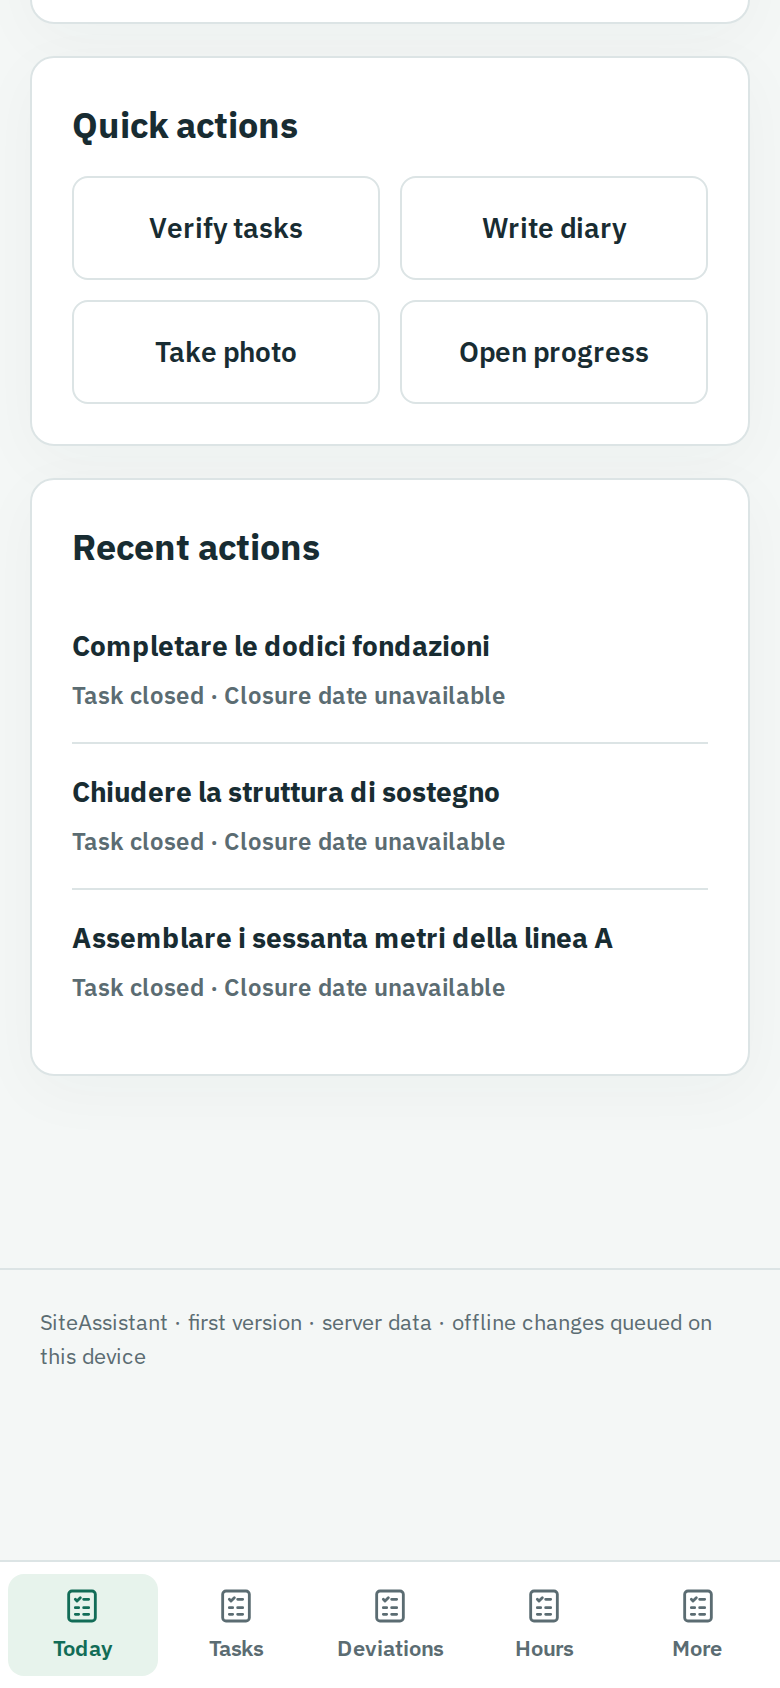 Quick actions
Verify tasks
Write diary
Take photo
Open progress
Recent actions
Completare le dodici fondazioni
Task closed · Closure date unavailable
Chiudere la struttura di sostegno
Task closed · Closure date unavailable
Assemblare i sessanta metri della linea A
Task closed · Closure date unavailable
SiteAssistant · first version · server data · offline changes queued on
this device
Today
Tasks
Deviations
Hours
More